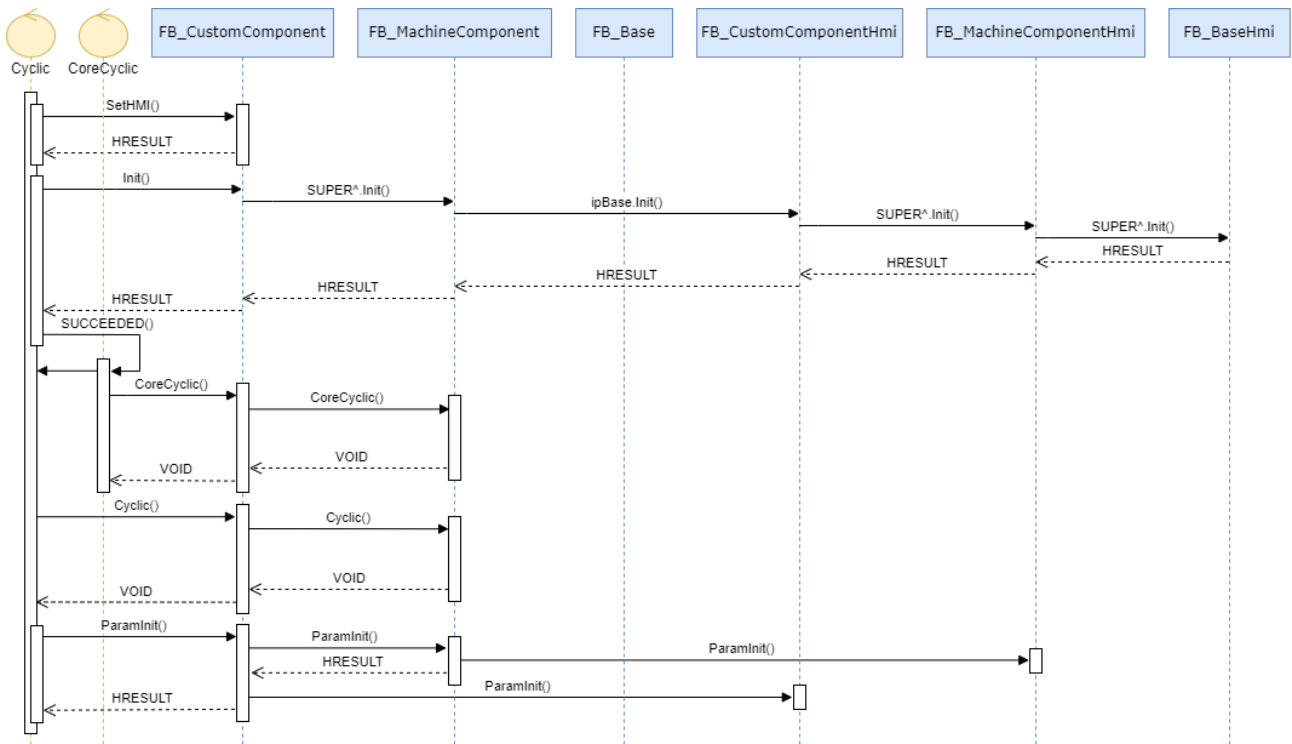 FB_CustomComponent
FB_MachineComponent
FB_Base
FB_CustomComponentHmi
FB_MachineComponentHmi
FB_BaseHmi
Cyclic
CoreCyclic
SetHMI()
HRESULT
Init()
SUPER^.Init()
ipBase.Init()
SUPER^.Init()
SUPER^.Init()
HRESULT
HRESULT
HRESULT
HRESULT
HRESULT
SUCCEEDED()
CoreCyclic()
CoreCyclic()
VOID
VOID
Cyclic()
Cyclic()
VOID
VOID
ParamInit()
ParamInit()
ParamInit()
HRESULT
ParamInit()
HRESULT